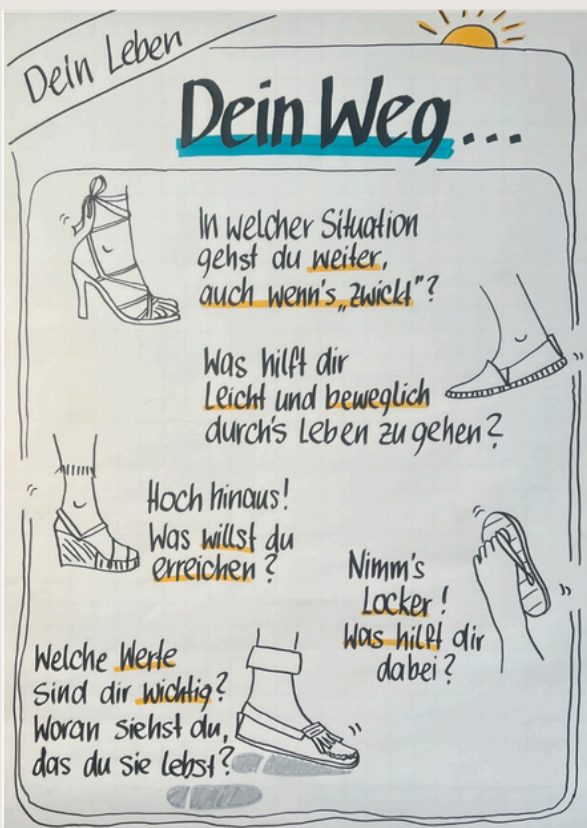 Dein Leben
Dein Weg...
In welcher Situation
gehst du weiter,
auch wenn's „zwickt"?
Was hilft dir
Leicht und beweglich
durch's Leben zu gehen?
Hoch hinaus!
Was willst du
erreichen?
Nimm's
Locker!
Was hilft dir
dabei?
Welche Werte
sind dir wichtig?
Woran siehst du,
das du sie lebst?